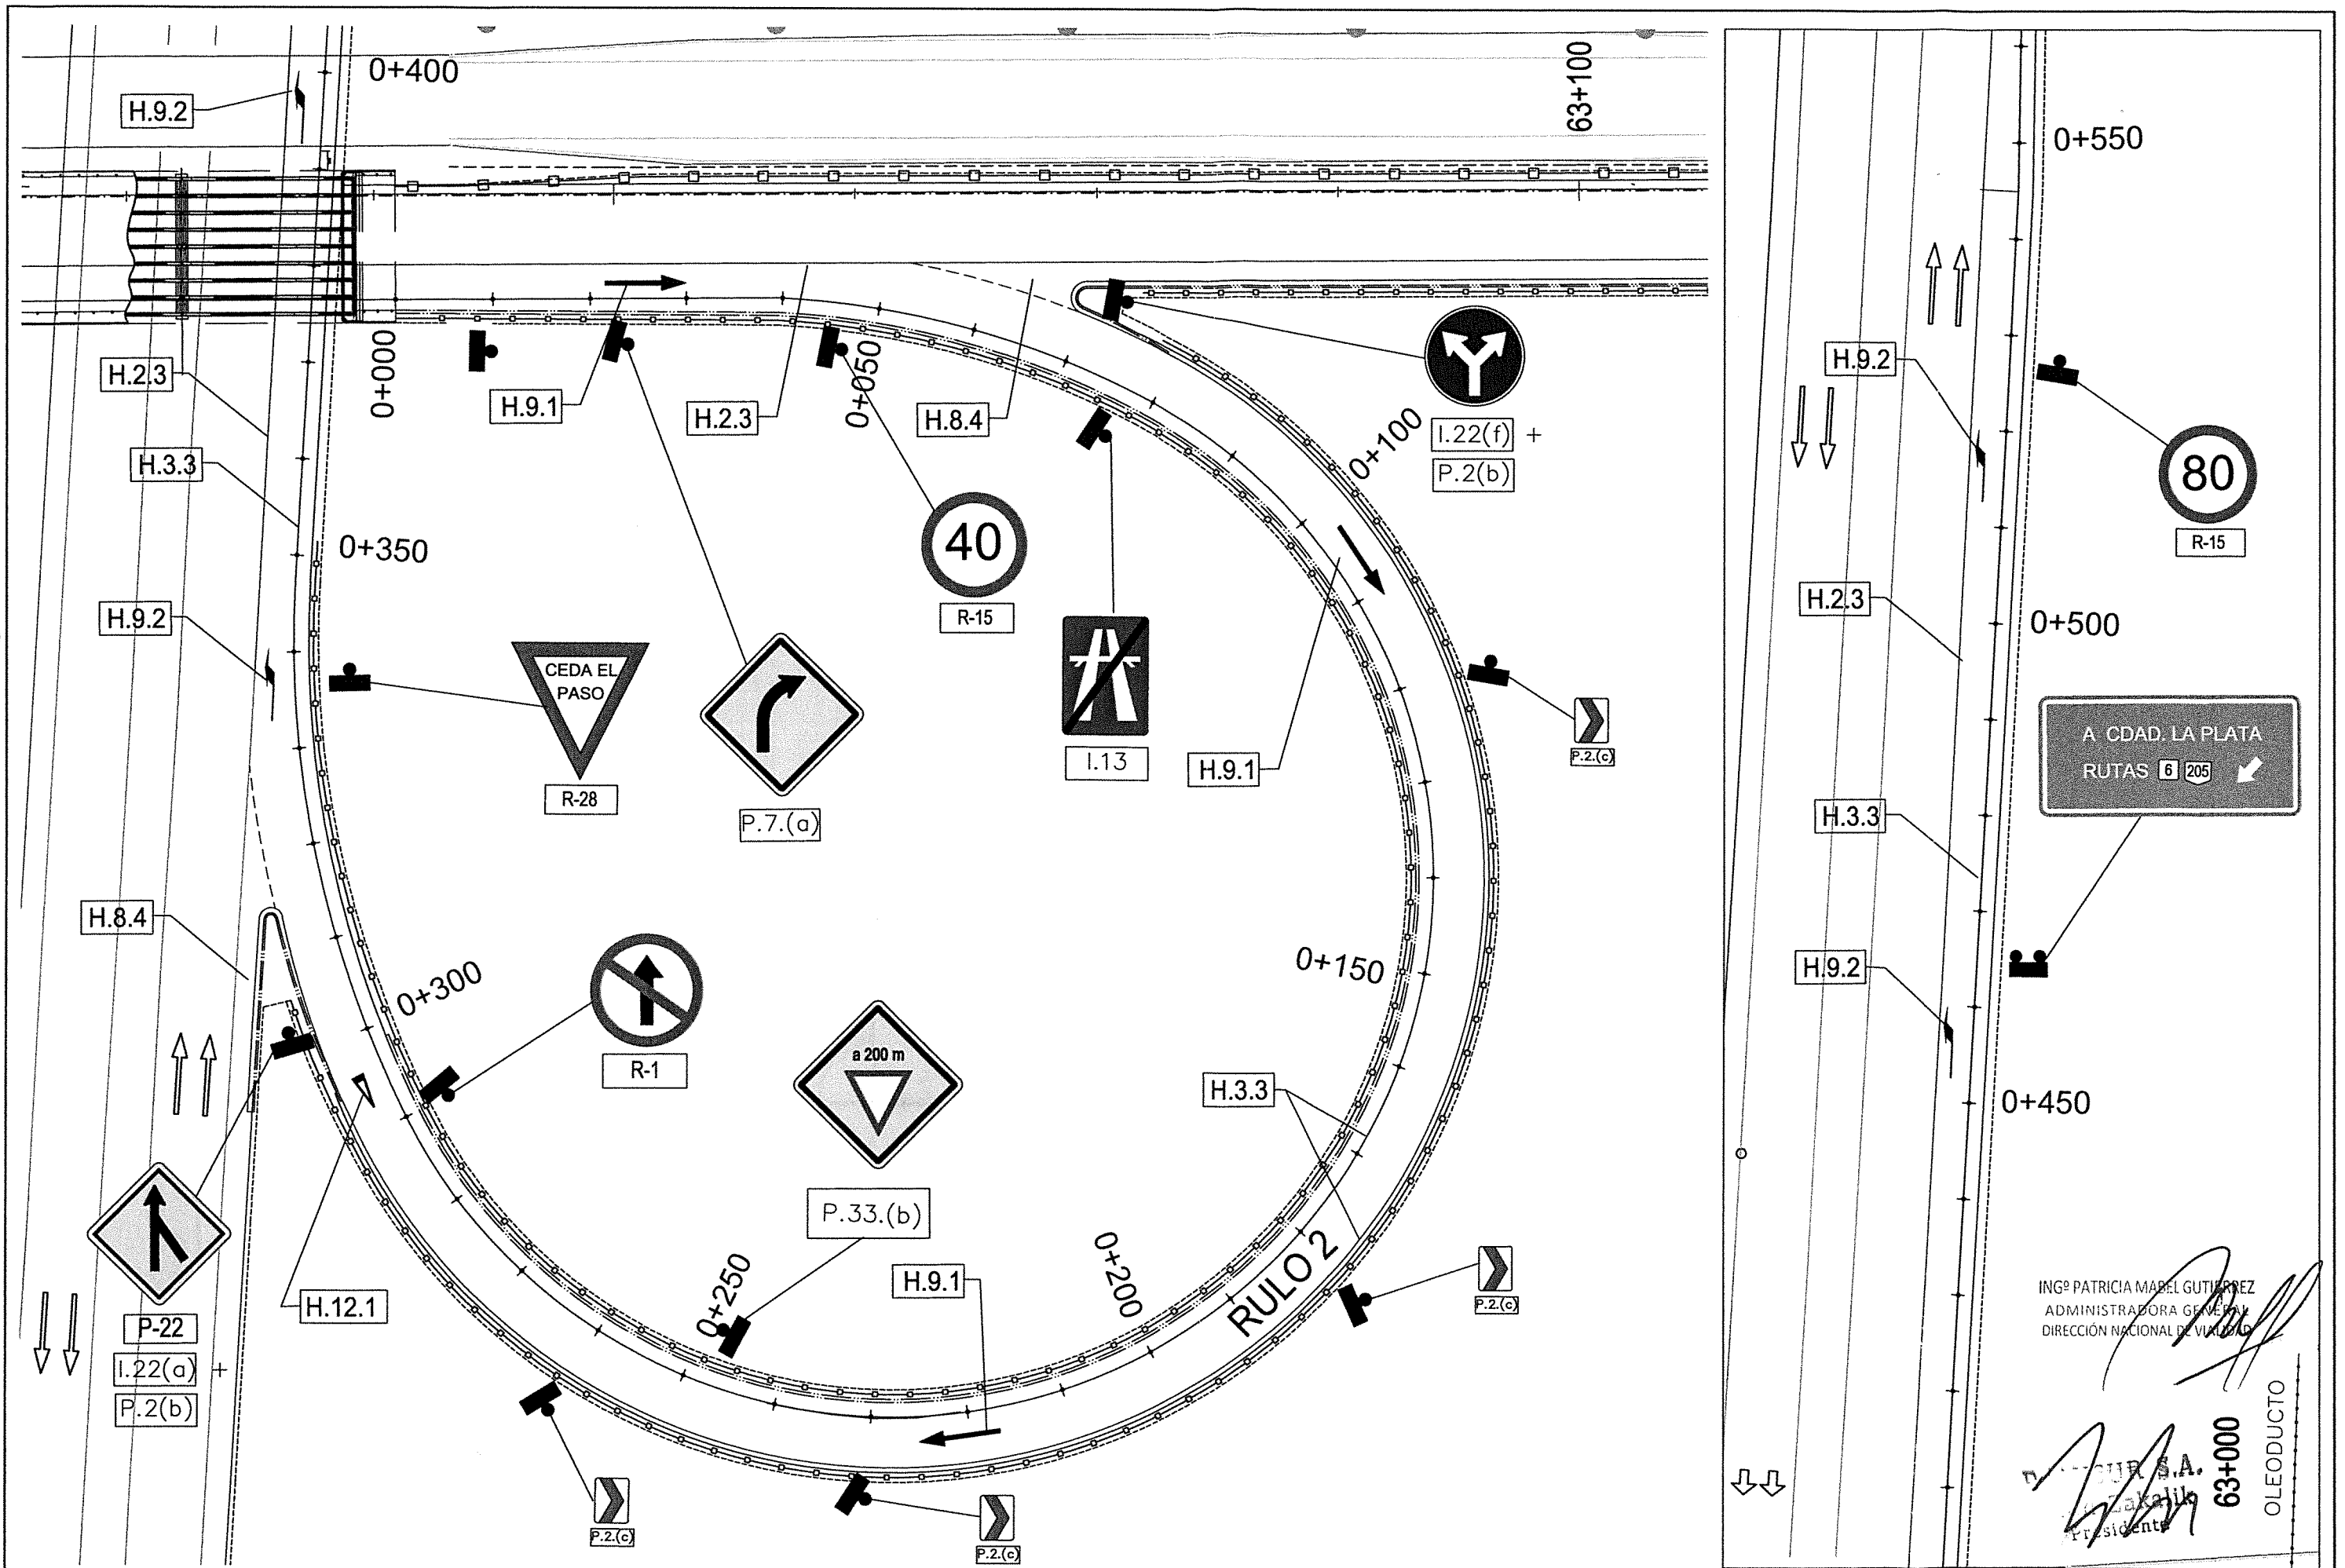 0+400
63+100
H.9.2
H.2.3
0+000
H.9.1
H.2.3
0+050
H.8.4
I.22(f) +
P.2(b)
0+100
H.3.3
0+350
40
R-15
H.9.2
CEDA EL
PASO
R-28
P.7.(a)
I.13
H.9.1
P.2.(c)
H.8.4
0+300
R-1
a 200 m
P.33.(b)
0+150
H.3.3
P-22
I.22(a) +
P.2(b)
H.12.1
0+250
H.9.1
0+200
RULO 2
P.2.(c)
P.2.(c)
P.2.(c)
0+550
H.9.2
80
R-15
H.2.3
0+500
A CDAD. LA PLATA
RUTAS 6 205
H.3.3
H.9.2
0+450
INGº PATRICIA MABEL GUTIERREZ
ADMINISTRADORA GENERAL
DIRECCIÓN NACIONAL DE VIALIDAD
S.A.
Zakalik
Presidente
63+000
OLEODUCTO